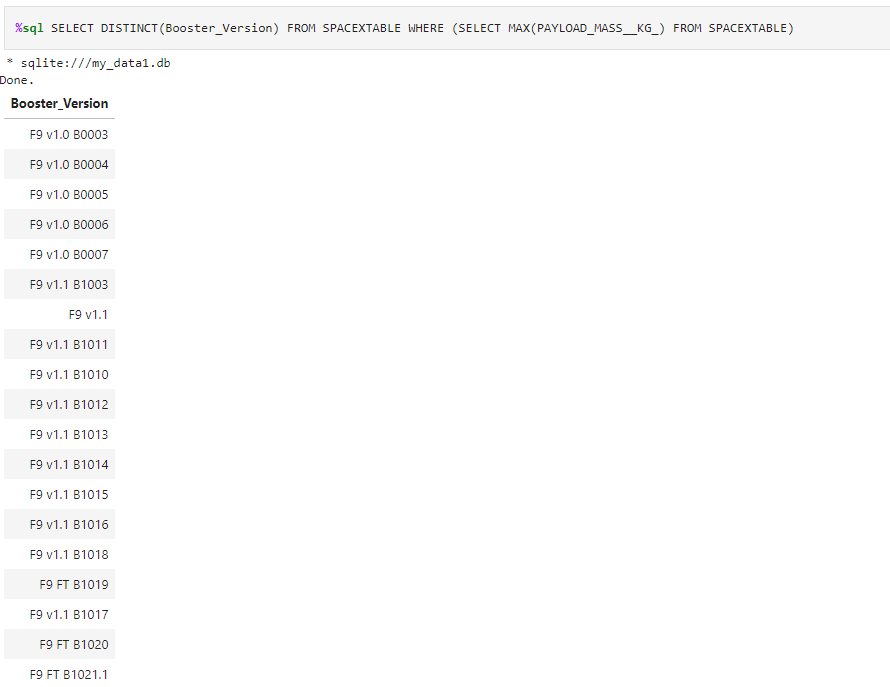 %sql SELECT DISTINCT(Booster_Version) FROM SPACEXTABLE WHERE (SELECT MAX(PAYLOAD_MASS__KG_) FROM SPACEXTABLE)
* sqlite:///my_data1.db
Done.
Booster_Version
F9 v1.0 B0003
F9 v1.0 B0004
F9 v1.0 B0005
F9 v1.0 B0006
F9 v1.0 B0007
F9 v1.1 B1003
F9 v1.1
F9 v1.1 B1011
F9 v1.1 B1010
F9 v1.1 B1012
F9 v1.1 B1013
F9 v1.1 B1014
F9 v1.1 B1015
F9 v1.1 B1016
F9 v1.1 B1018
F9 FT B1019
F9 v1.1 B1017
F9 FT B1020
F9 FT B1021.1